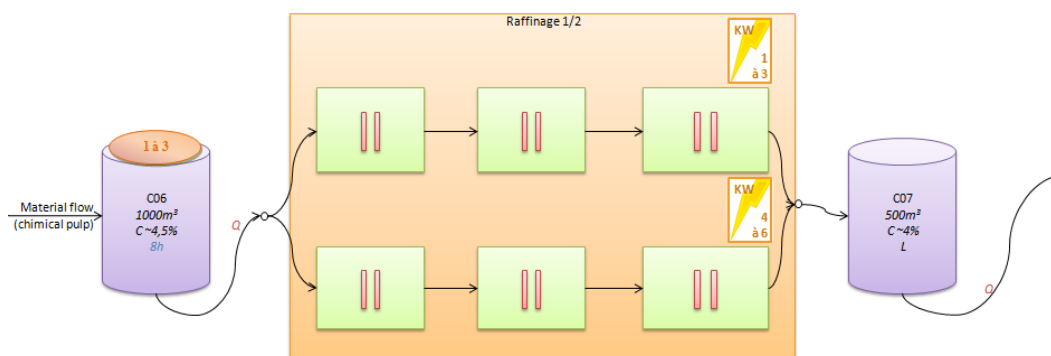 Raffinage 1/2
KW
1
à 3
1 à 3
Material flow
(chimical pulp)
C06
1000m³
C~4,5%
8h
Q
KW
4
à 6
C07
500m³
C~4%
L
Q